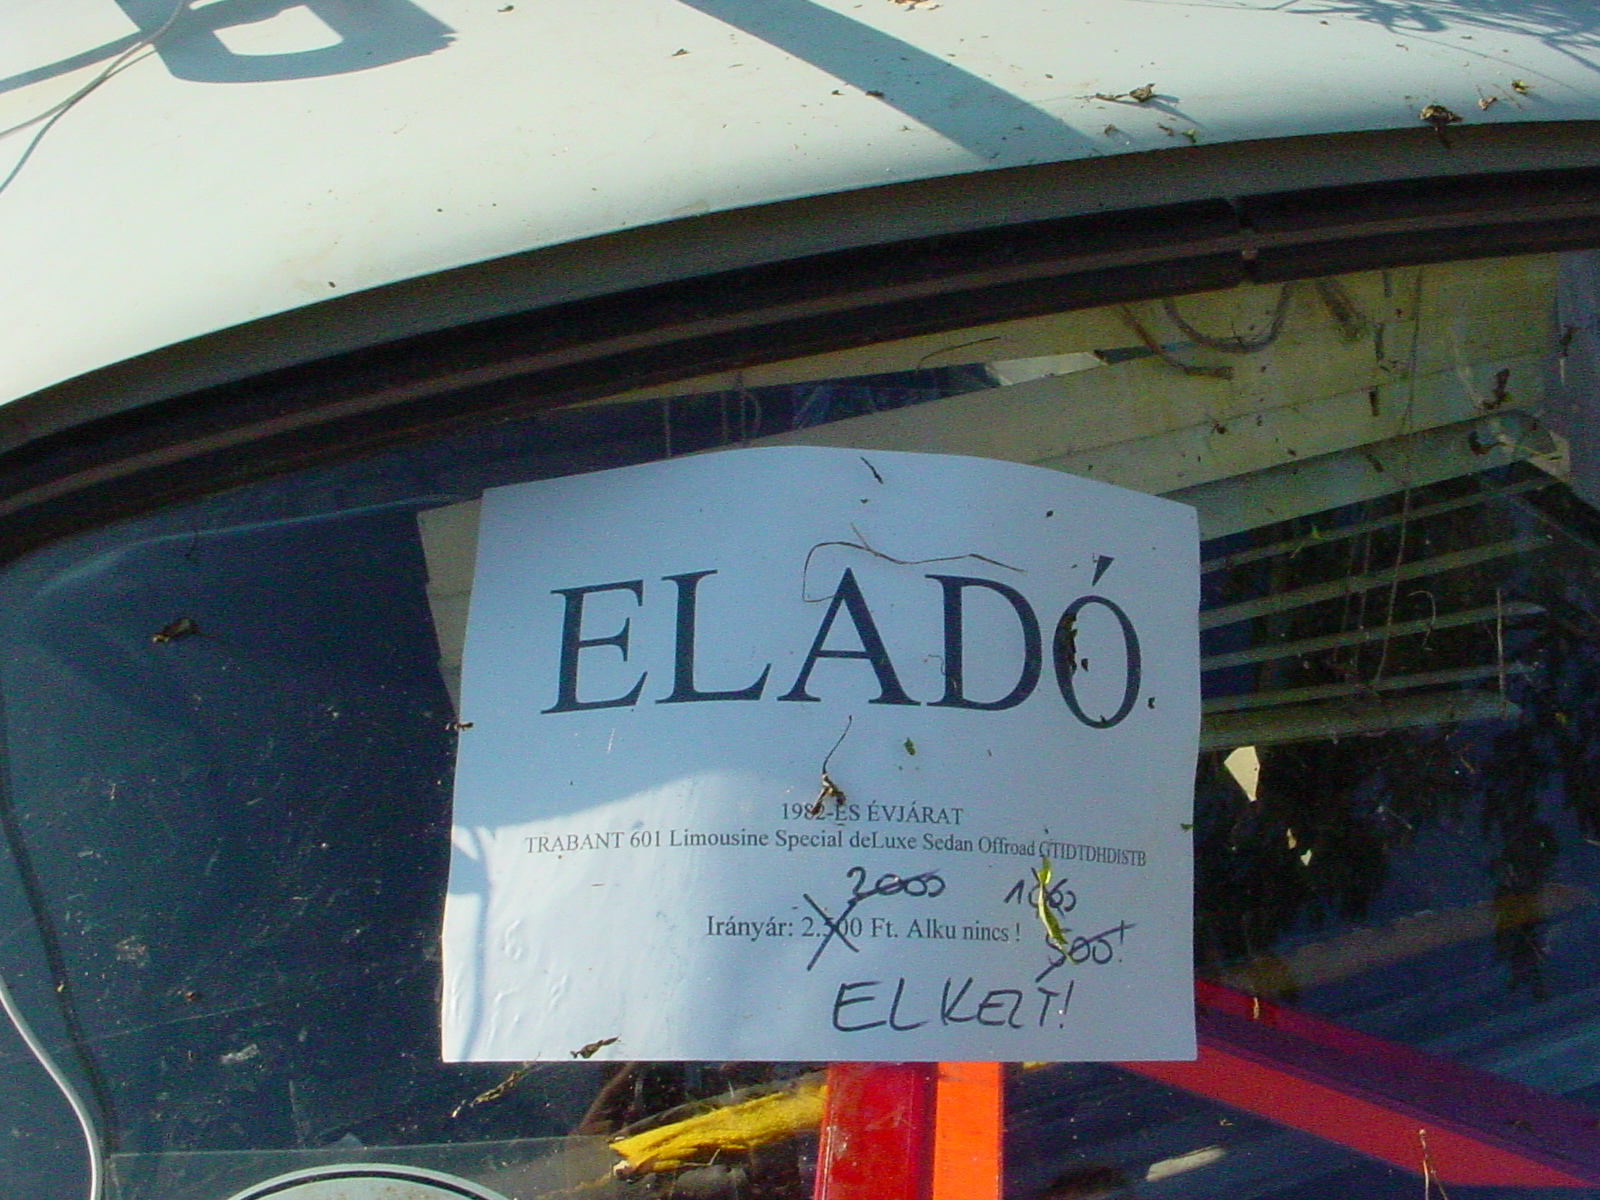 ELADÓ.
1982-ES ÉVJÁRAT
TRABANT 601 Limousine Special deLuxe Sedan Offroad GTIDTDHDISTB
2000 1000
Irányár: 2.500 Ft. Alku nincs !
500!
ELKELT!